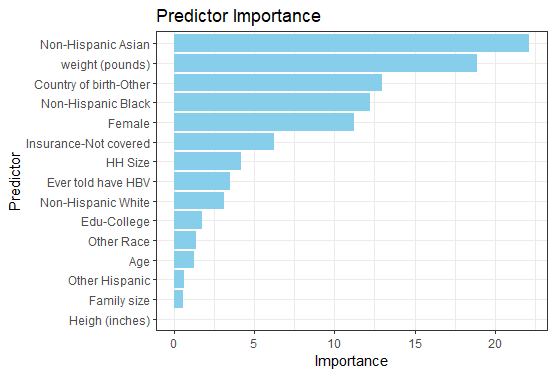 Predictor Importance
Non-Hispanic Asian
weight (pounds)
Country of birth-Other
Non-Hispanic Black
Female
Insurance-Not covered
HH Size
Ever told have HBV
Non-Hispanic White
Edu-College
Other Race
Age
Other Hispanic
Family size
Heigh (inches)
Predictor
0 5 10 15 20
Importance